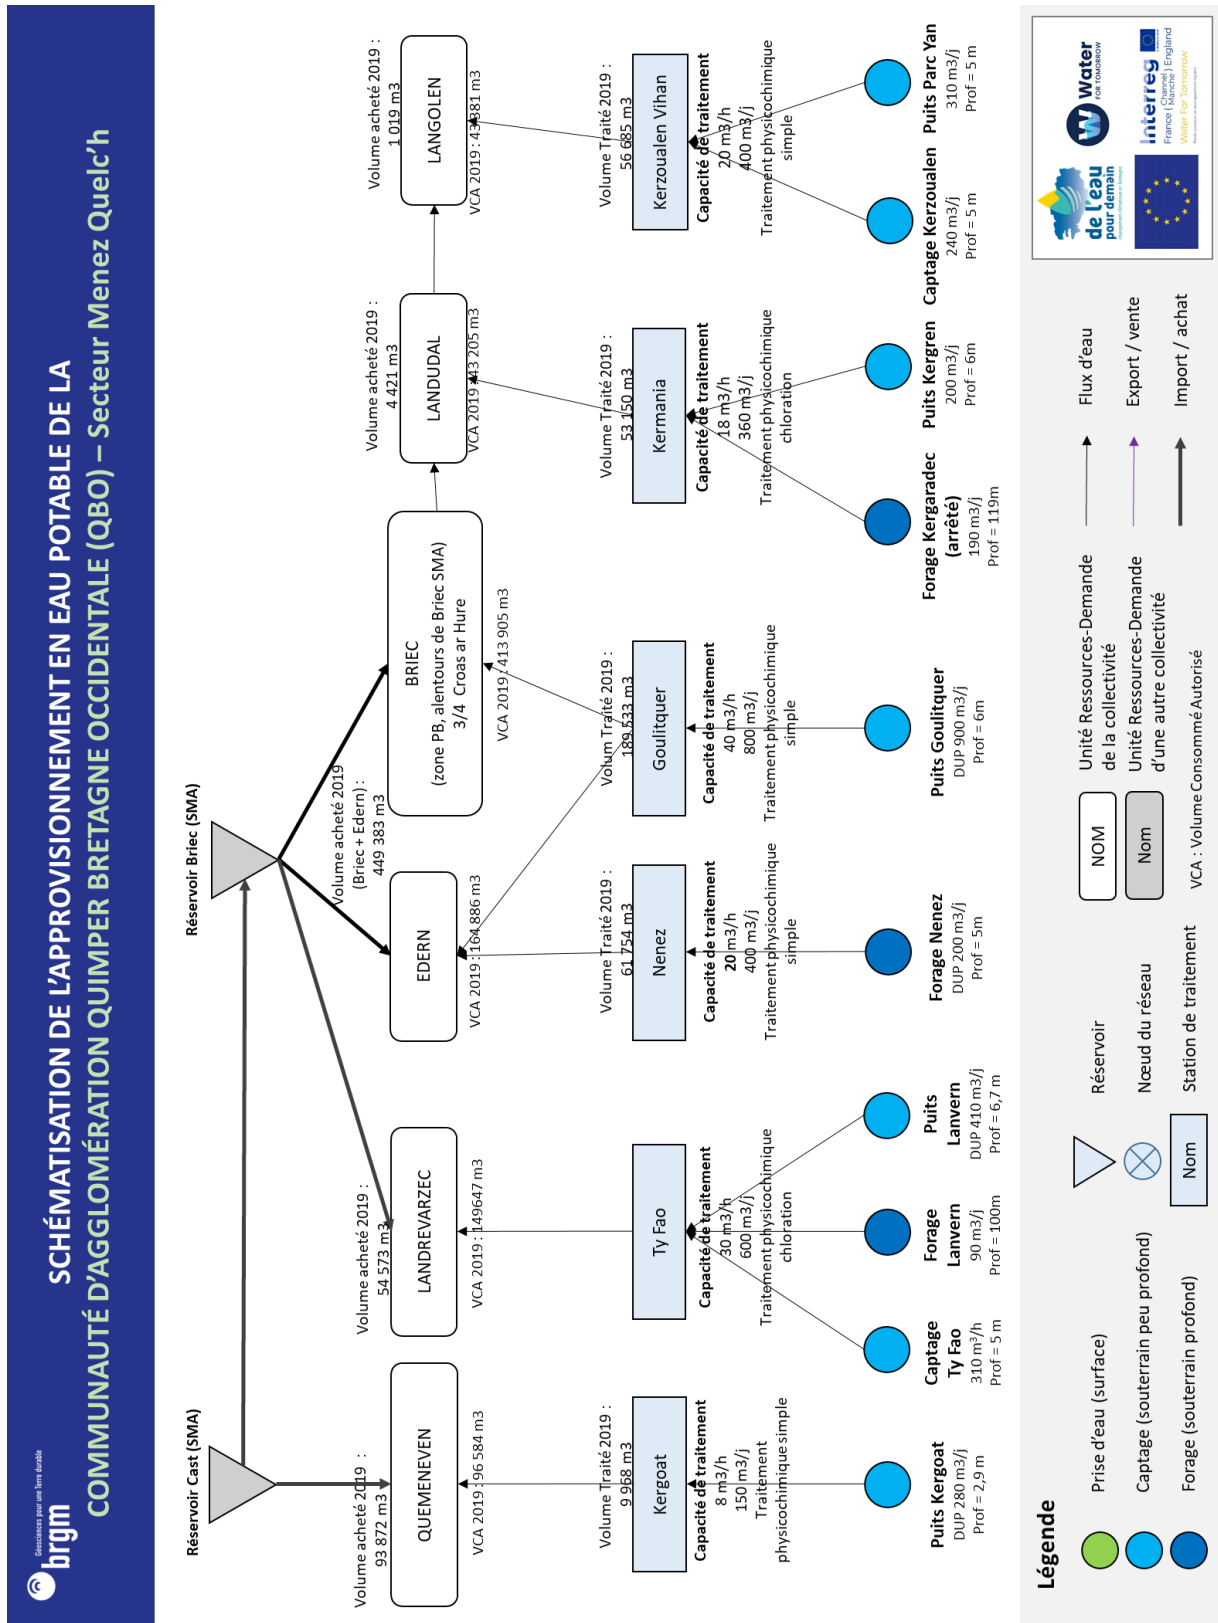 Géosciences pour une Terre durable
brgm
SCHÉMATISATION DE L'APPROVISIONNEMENT EN EAU POTABLE DE LA
COMMUNAUTÉ D'AGGLOMÉRATION QUIMPER BRETAGNE OCCIDENTALE (QBO) – Secteur Menez Quelc'h
Réservoir Cast (SMA)
Réservoir Briec (SMA)
Volume acheté 2019 :
93 872 m3
QUEMENEVEN
VCA 2019 : 96 584 m3
Volume acheté 2019 :
54 573 m3
LANDREVARZEC
VCA 2019 : 149647 m3
Volume acheté 2019
(Briec + Edern) :
449 383 m3
EDERN
VCA 2019 : 164 886 m3
BRIEC
(zone PB, alentours de Briec SMA)
3/4 Croas ar Hure
VCA 2019 : 413 905 m3
Volume acheté 2019 :
4 421 m3
LANDUDAL
VCA 2019 : 43 205 m3
Volume acheté 2019 :
1 019 m3
LANGOLEN
VCA 2019 : 43 881 m3
Volume Traité 2019 :
9 968 m3
Kergoat
Capacité de traitement
8 m3/h
150 m3/j
Traitement
physicochimique simple
Ty Fao
Capacité de traitement
30 m3/h
600 m3/j
Traitement physicochimique
chloration
Volume Traité 2019 :
61 754 m3
Nenez
Capacité de traitement
20 m3/h
400 m3/j
Traitement physicochimique
simple
Volum Traité 2019 :
189 533 m3
Goulitquer
Capacité de traitement
40 m3/h
800 m3/j
Traitement physicochimique
simple
Volume Traité 2019 :
53 150 m3
Kermania
Capacité de traitement
18 m3/h
360 m3/j
Traitement physicochimique
chloration
Volume Traité 2019 :
56 685 m3
Kerzoualen Vihan
Capacité de traitement
20 m3/h
400 m3/j
Traitement physicochimique
simple
Puits Kergoat
DUP 280 m3/j
Prof = 2,9 m
Captage
Ty Fao
310 m³/h
Prof = 5 m
Forage
Lanvern
90 m3/j
Prof = 100m
Puits
Lanvern
DUP 410 m3/j
Prof = 6,7 m
Forage Nenez
DUP 200 m3/j
Prof = 5m
Puits Goulitquer
DUP 900 m3/j
Prof = 6m
Forage Kergaradec
(arrêté)
190 m3/j
Prof = 119m
Puits Kergren
200 m3/j
Prof = 6m
Captage Kerzoualen
240 m3/j
Prof = 5 m
Puits Parc Yan
310 m3/j
Prof = 5 m
Légende
Prise d'eau (surface)
Captage (souterrain peu profond)
Forage (souterrain profond)
Réservoir
Nœud du réseau
Nom
Station de traitement
NOM
Unité Ressources-Demande
de la collectivité
Nom
Unité Ressources-Demande
d'une autre collectivité
VCA : Volume Consommé Autorisé
Flux d'eau
Export / vente
Import / achat
de l'eau
pour demain
Water
FOR TOMORROW
Interreg
France ( Channel Manche ) England
Water For Tomorrow